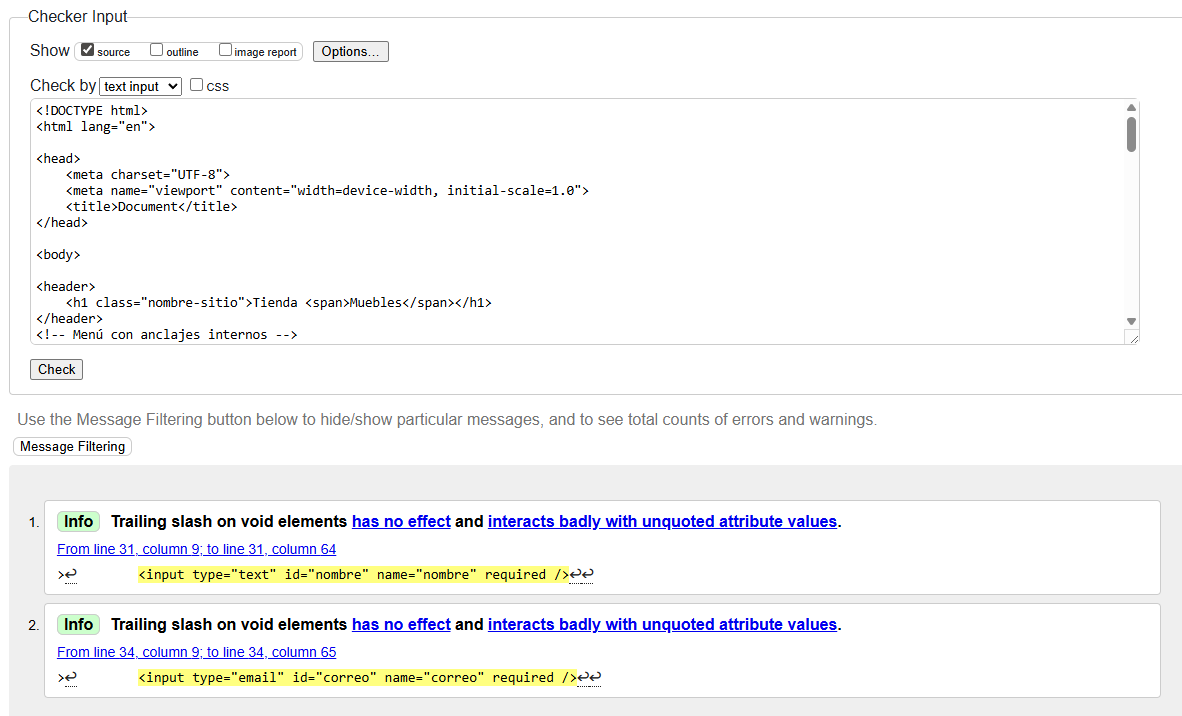 Checker Input
Show source outline image report Options...
Check by text input css
<!DOCTYPE html>
<html lang="en">
<head>
    <meta charset="UTF-8">
    <meta name="viewport" content="width=device-width, initial-scale=1.0">
    <title>Document</title>
</head>
<body>
<header>
    <h1 class="nombre-sitio">Tienda <span>Muebles</span></h1>
</header>
<!-- Menú con anclajes internos -->
Check
Use the Message Filtering button below to hide/show particular messages, and to see total counts of errors and warnings.
Message Filtering
1. Info Trailing slash on void elements has no effect and interacts badly with unquoted attribute values.
From line 31, column 9; to line 31, column 64
>↩ <input type="text" id="nombre" name="nombre" required />↩↩
2. Info Trailing slash on void elements has no effect and interacts badly with unquoted attribute values.
From line 34, column 9; to line 34, column 65
>↩ <input type="email" id="correo" name="correo" required />↩↩